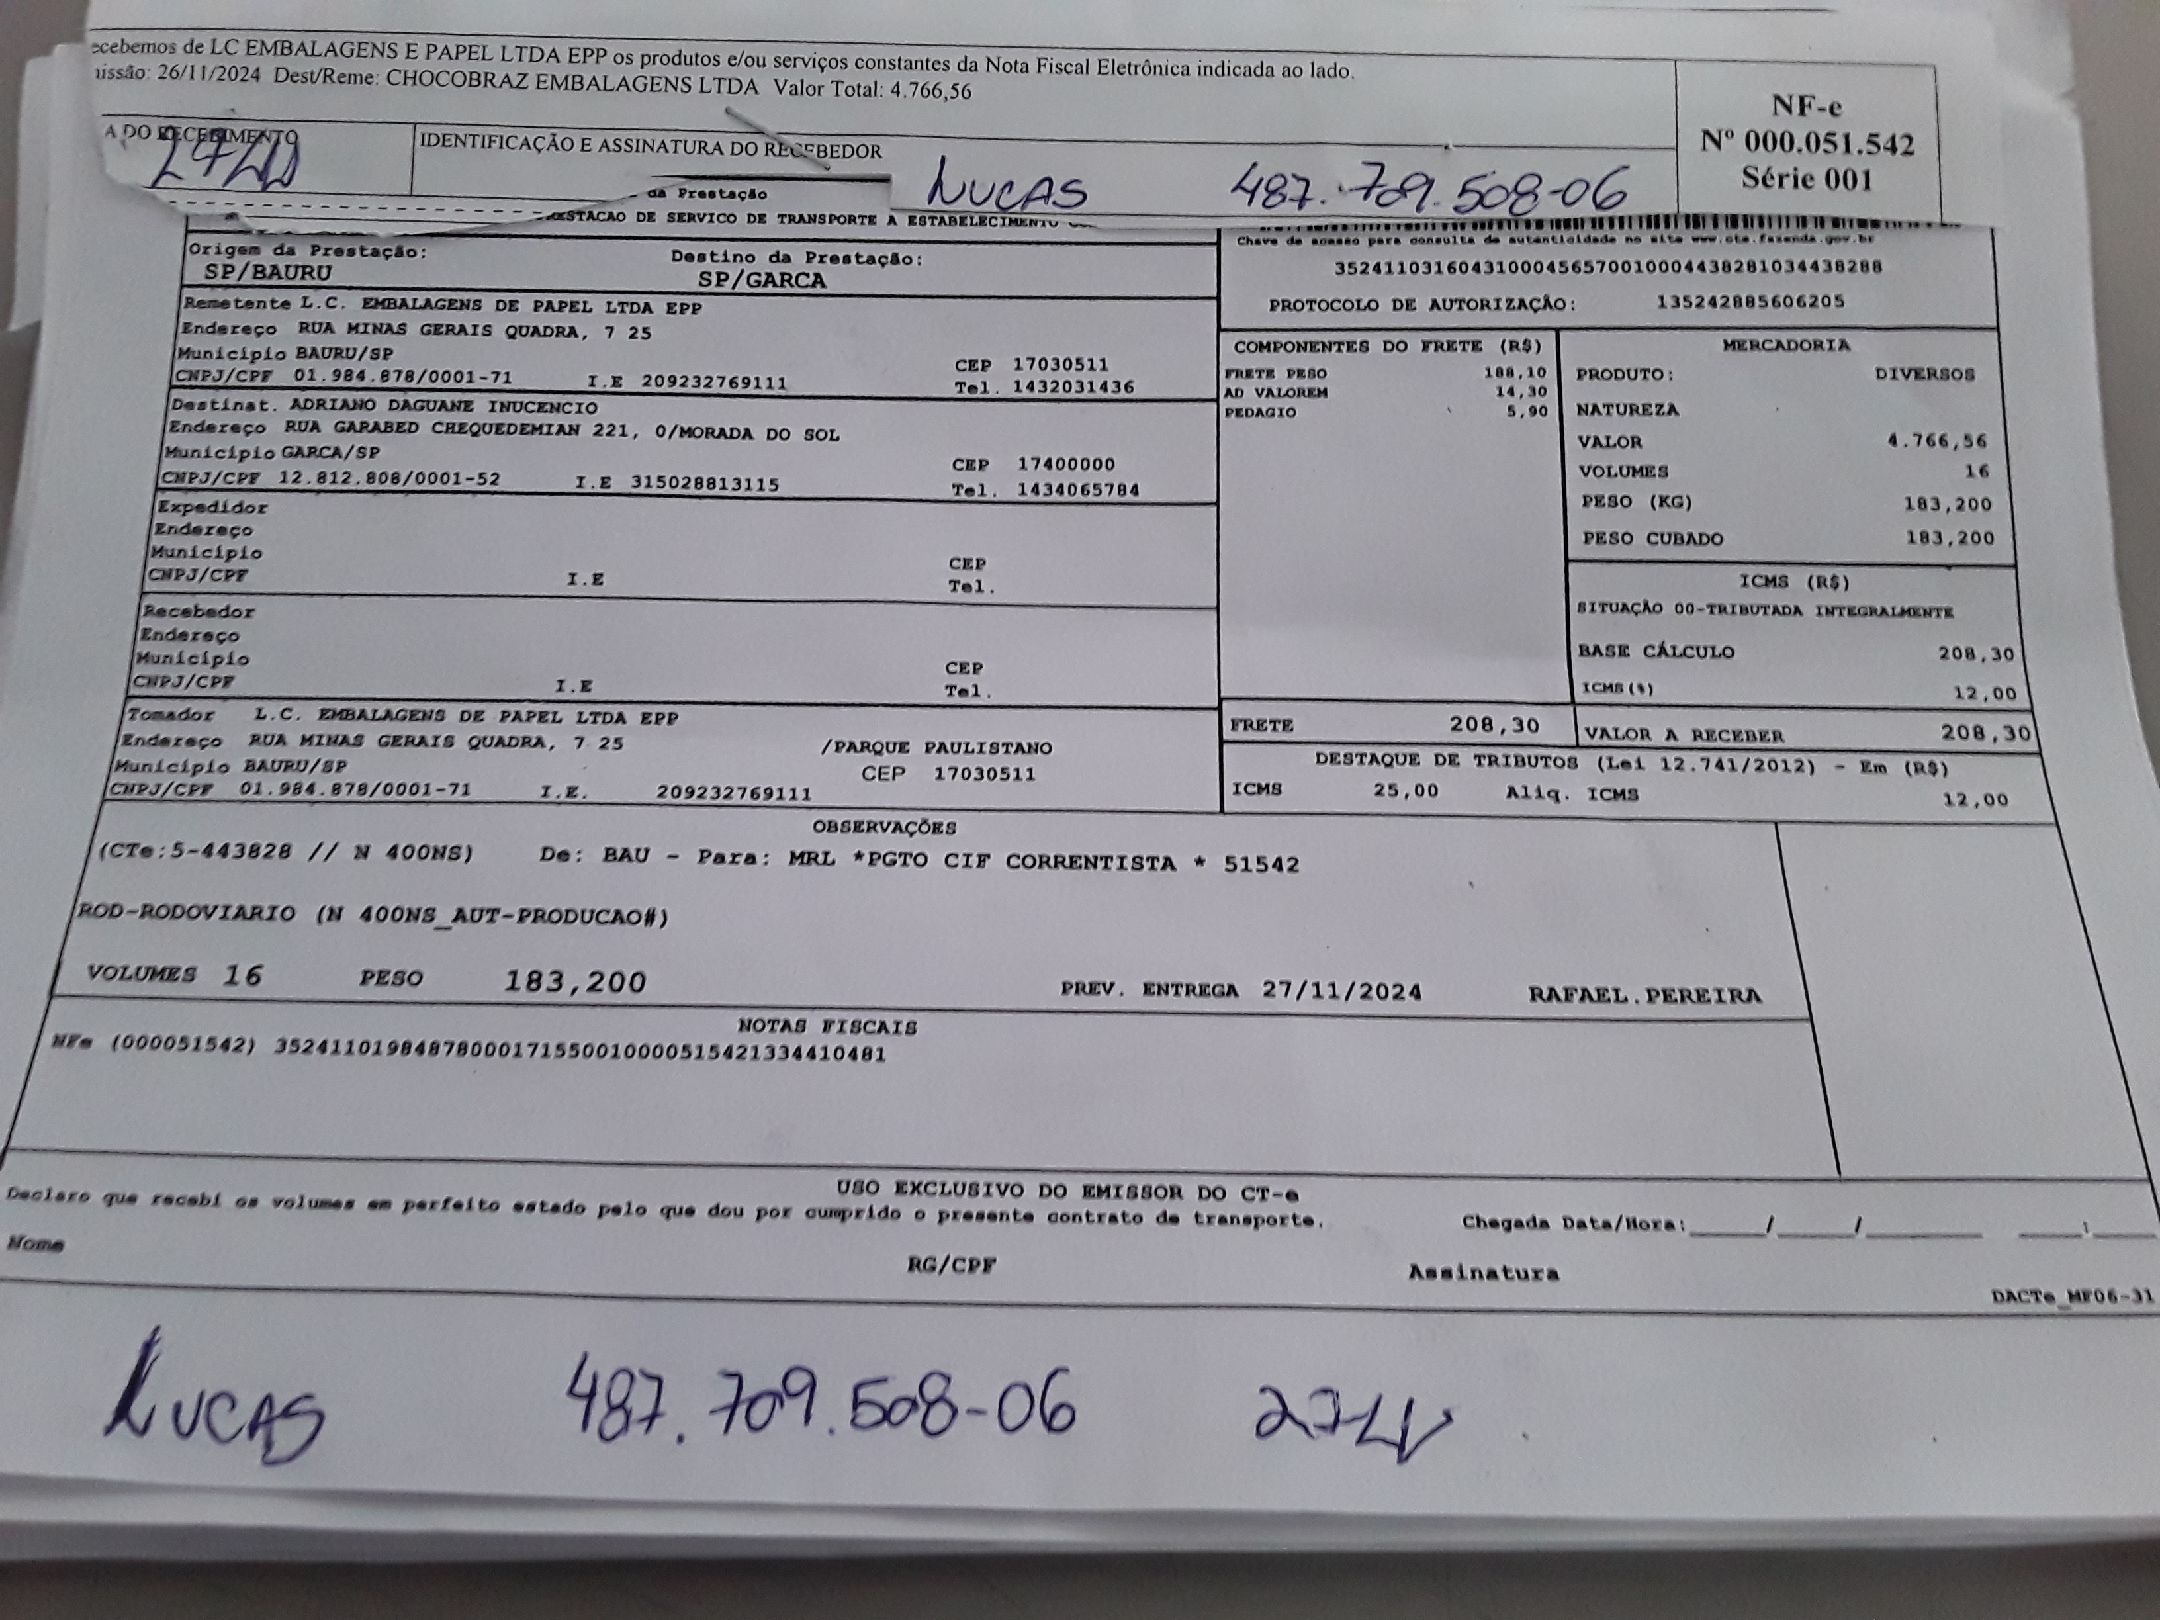 ecebemos de LC EMBALAGENS E PAPEL LTDA EPP os produtos e/ou serviços constantes da Nota Fiscal Eletrônica indicada ao lado.
issão: 26/11/2024 Dest/Reme: CHOCOBRAZ EMBALAGENS LTDA Valor Total: 4.766,56
NF-e
Nº 000.051.542
Série 001
A DO RECEBIMENTO
IDENTIFICAÇÃO E ASSINATURA DO RECEBEDOR
LUCAS 487.709.508-06
da Prestação
ESTACAO DE SERVICO DE TRANSPORTE A ESTABELECIMENTO
Origem da Prestação: Destino da Prestação:
SP/BAURU SP/GARCA
Chave de acesso para consulta de autenticidade no site www.cte.fazenda.gov.br
35241103160431000456570010004438281034438288
PROTOCOLO DE AUTORIZAÇÃO: 135242885606205
Remetente L.C. EMBALAGENS DE PAPEL LTDA EPP
Endereço RUA MINAS GERAIS QUADRA, 7 25
Município BAURU/SP CEP 17030511
CNPJ/CPF 01.984.878/0001-71 I.E 209232769111 Tel. 1432031436
Destinat. ADRIANO DAGUANE INUCENCIO
Endereço RUA GARABED CHEQUEDEMIAN 221, 0/MORADA DO SOL
Município GARCA/SP CEP 17400000
CNPJ/CPF 12.812.808/0001-52 I.E 315028813115 Tel. 1434065784
Expedidor
Endereço
Município CEP
CNPJ/CPF I.E Tel.
Recebedor
Endereço
Município CEP
CNPJ/CPF I.E Tel.
Tomador L.C. EMBALAGENS DE PAPEL LTDA EPP
Endereço RUA MINAS GERAIS QUADRA, 7 25 /PARQUE PAULISTANO
Município BAURU/SP CEP 17030511
CNPJ/CPF 01.984.878/0001-71 I.E. 209232769111
COMPONENTES DO FRETE (R$)
FRETE PESO 188,10
AD VALOREM 14,30
PEDAGIO 5,90
MERCADORIA
PRODUTO: DIVERSOS
NATUREZA
VALOR 4.766,56
VOLUMES 16
PESO (KG) 183,200
PESO CUBADO 183,200
ICMS (R$)
SITUAÇÃO 00-TRIBUTADA INTEGRALMENTE
BASE CÁLCULO 208,30
ICMS(%) 12,00
FRETE 208,30 VALOR A RECEBER 208,30
DESTAQUE DE TRIBUTOS (Lei 12.741/2012) - Em (R$)
ICMS 25,00 Aliq. ICMS 12,00
OBSERVAÇÕES
(CTe:5-443828 // N 400NS) De: BAU - Para: MRL *PGTO CIF CORRENTISTA * 51542
ROD-RODOVIARIO (N 400NS_AUT-PRODUCAO#)
VOLUMES 16 PESO 183,200 PREV. ENTREGA 27/11/2024 RAFAEL.PEREIRA
NOTAS FISCAIS
NFe (000051542) 35241101984878000171550010000515421334410481
USO EXCLUSIVO DO EMISSOR DO CT-e
Declaro que recebi os volumes em perfeito estado pelo que dou por cumprido o presente contrato de transporte.
Chegada Data/Hora:_____/_____/________ ____:____
Nome RG/CPF Assinatura
DACTe_MF06-31
LUCAS 487.709.508-06